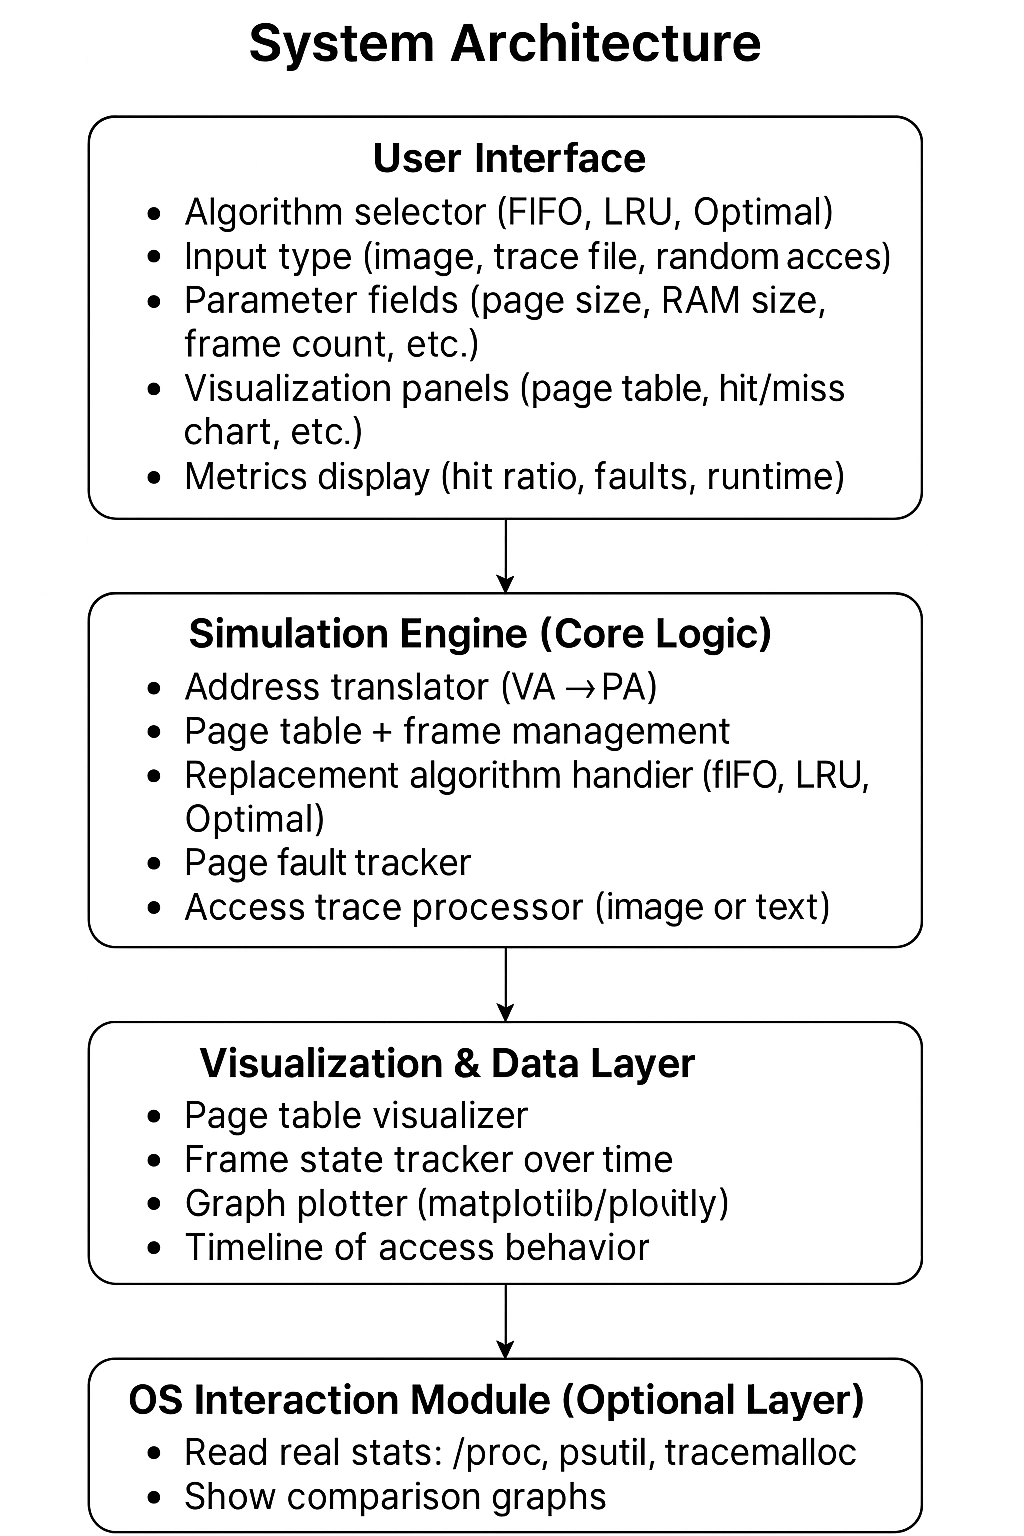 System Architecture
User Interface
• Algorithm selector (FIFO, LRU, Optimal)
• Input type (image, trace file, random acces)
• Parameter fields (page size, RAM size,
frame count, etc.)
• Visualization panels (page table, hit/miss
chart, etc.)
• Metrics display (hit ratio, faults, runtime)
Simulation Engine (Core Logic)
• Address translator (VA → PA)
• Page table + frame management
• Replacement algorithm handier (flFO, LRU,
Optimal)
• Page fault tracker
• Access trace processor (image or text)
Visualization & Data Layer
• Page table visualizer
• Frame state tracker over time
• Graph plotter
• Timeline of access behavior
OS Interaction Module (Optional Layer)
• Read real stats: /proc, psutil, tracemalloc
• Show comparison graphs